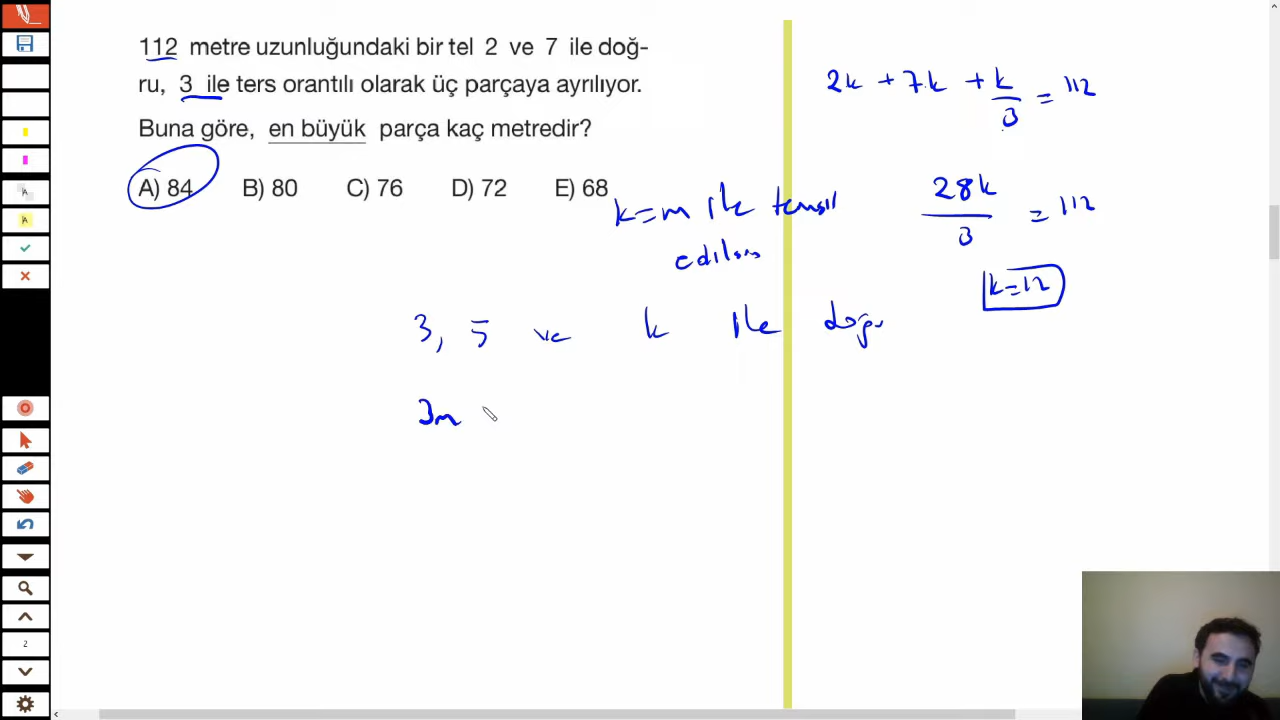 112 metre uzunluğundaki bir tel 2 ve 7 ile doğ-
ru, 3 ile ters orantılı olarak üç parçaya ayrılıyor.
Buna göre, en büyük parça kaç metredir?
A) 84 B) 80 C) 76 D) 72 E) 68
2k + 7k + k/3 = 112
28k/3 = 112
k=12
k=m ile temsil
edilsin
3, 5 ve k ile doğru
3m
2